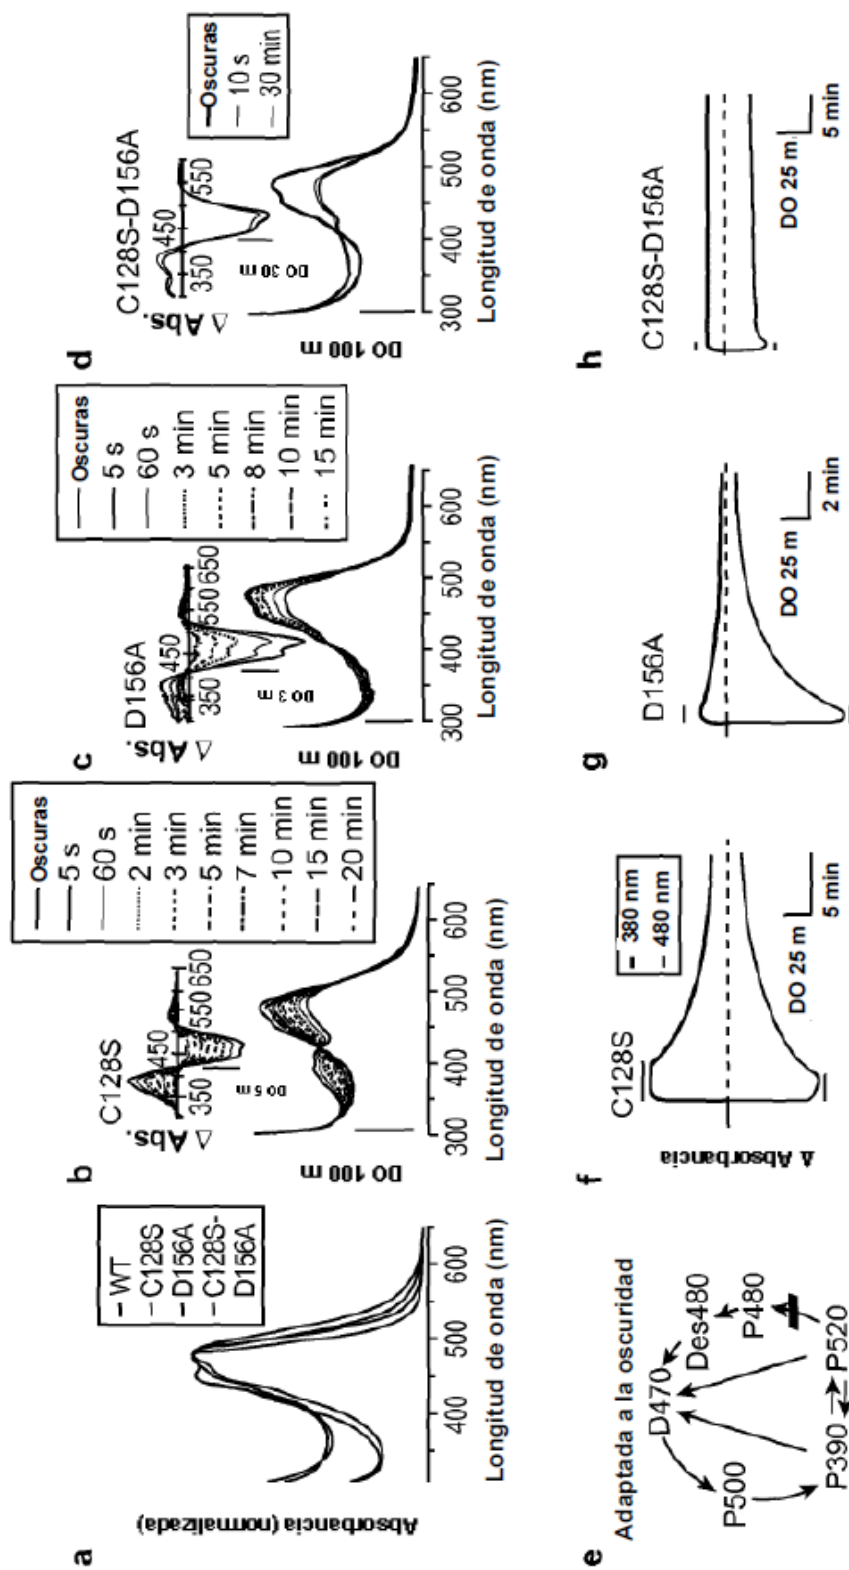 a
Absorbancia (normalizada)
WT
C128S
D156A
C128S-
D156A
400
500
600
Longitud de onda (nm)
b
Δ Abs.
DO 100 m
C128S
350
450
550
650
DO 5 m
Oscuras
5 s
60 s
2 min
3 min
5 min
7 min
10 min
15 min
20 min
300
400
500
600
Longitud de onda (nm)
c
Δ Abs.
DO 100 m
D156A
350
450
550
650
DO 3 m
Oscuras
5 s
60 s
3 min
5 min
8 min
10 min
15 min
300
400
500
600
Longitud de onda (nm)
d
Δ Abs.
DO 100 m
C128S-D156A
350
450
550
DO 30 m
Oscuras
10 s
30 min
300
400
500
600
Longitud de onda (nm)
e
Adaptada a la oscuridad
D470
Des480
P500
P480
P390
P520
f
Δ Absorbancia
C128S
380 nm
480 nm
DO 25 m
5 min
g
D156A
DO 25 m
2 min
h
C128S-D156A
DO 25 m
5 min